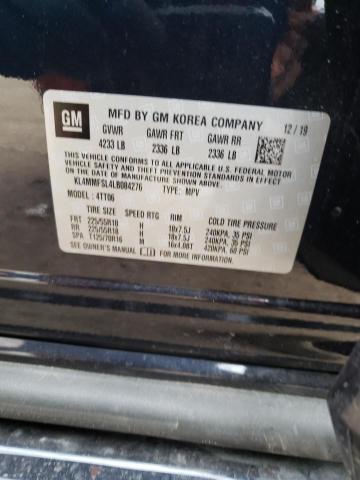 GM
MFD BY GM KOREA COMPANY 12/19
GVWR GAWR FRT GAWR RR
4233 LB 2336 LB 2336 LB
THIS VEHICLE CONFORMS TO ALL APPLICABLE U.S. FEDERAL MOTOR
VEHICLE SAFETY AND THEFT PREVENTION STANDARDS IN EFFECT ON
THE DATE OF MANUFACTURE SHOWN ABOVE.
KL4MMFSL4LB084276 TYPE: MPV
MODEL: 4TT06
TIRE SIZE SPEED RTG RIM COLD TIRE PRESSURE
FRT 225/55R18 H 18x7.5J 240KPA, 35 PSI
RR 225/55R18 H 18x7.5J 240KPA, 35 PSI
SPA T125/70R16 M 16x4.00T 420KPA, 60 PSI
SEE OWNER'S MANUAL FOR ADDITIONAL INFORMATION